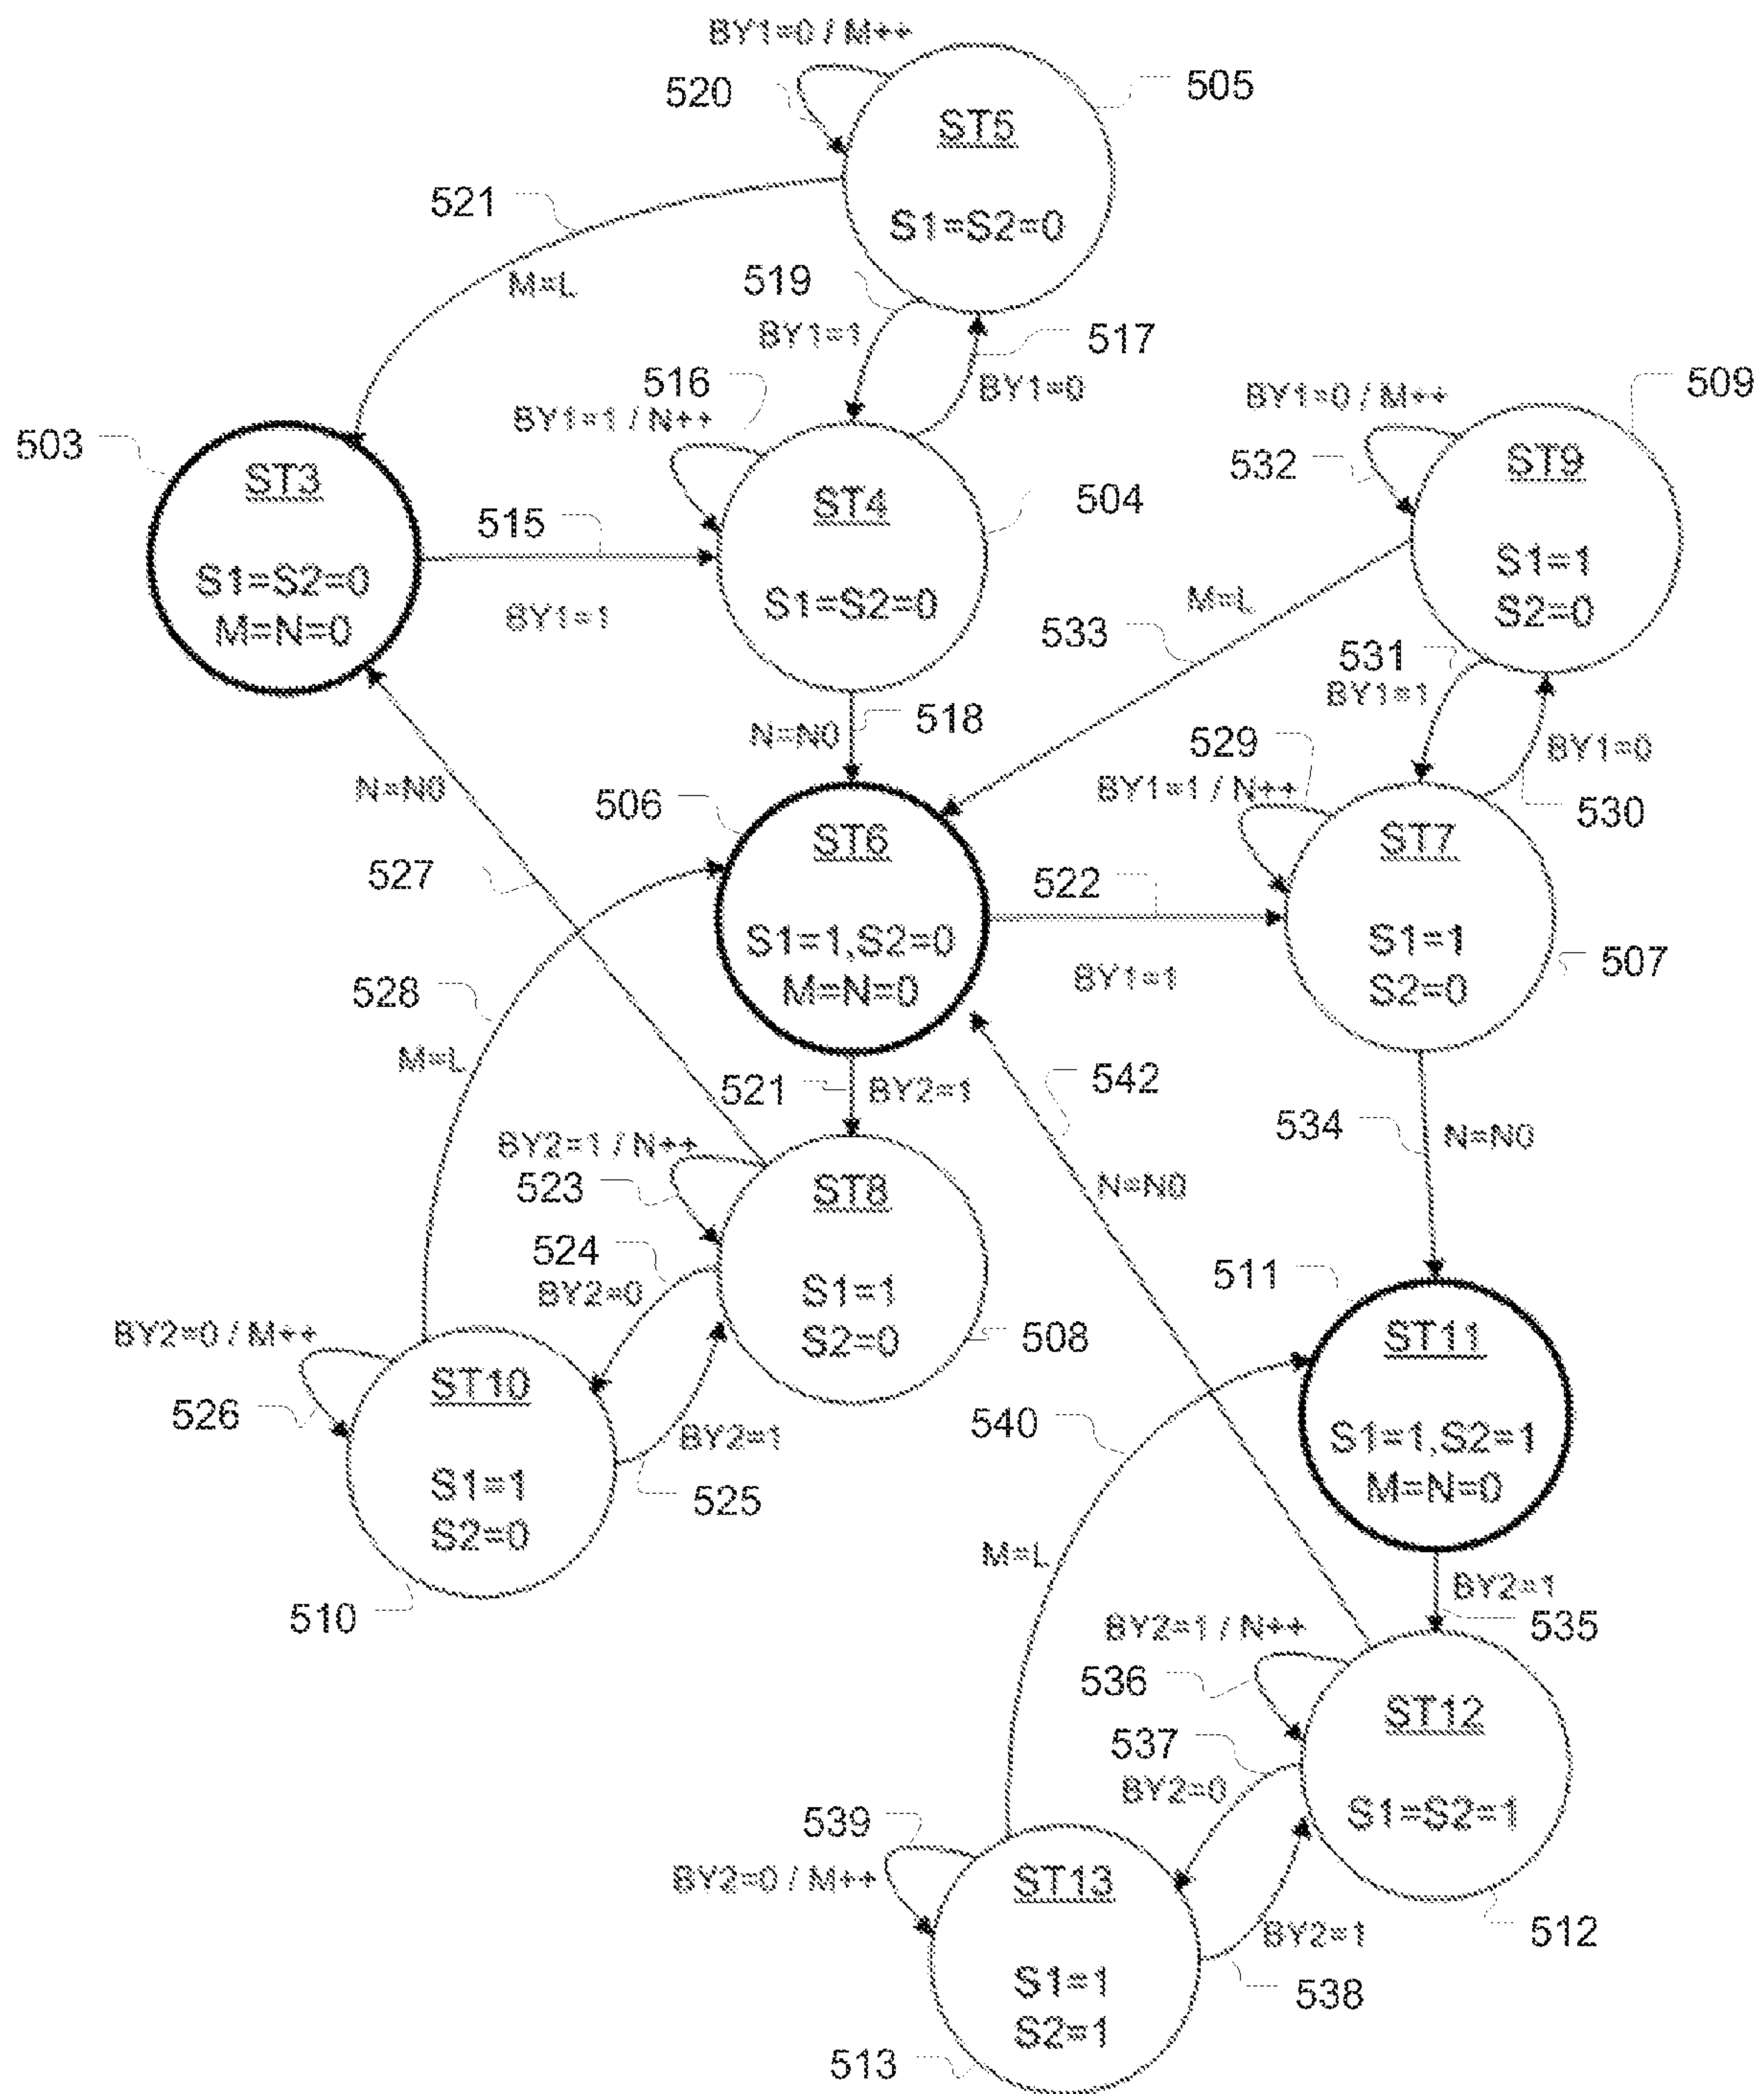 BY1=0 / M++
520
505
ST5
S1=S2=0
521
M=L
519
BY1=1
517
BY1=0
516
BY1=1 / N++
503
ST3
S1=S2=0
M=N=0
515
BY1=1
ST4
S1=S2=0
504
BY1=0 / M++
532
509
ST9
S1=1
S2=0
M=L
533
531
BY1=1
BY1=0
530
518
N=N0
N=N0
527
529
BY1=1 / N++
506
ST6
S1=1,S2=0
M=N=0
522
BY1=1
ST7
S1=1
S2=0
507
528
M=L
521
BY2=1
542
N=N0
534
N=N0
BY2=1 / N++
523
524
BY2=0
ST8
S1=1
S2=0
508
BY2=0 / M++
526
ST10
S1=1
S2=0
510
BY2=1
525
511
ST11
S1=1,S2=1
M=N=0
540
M=L
BY2=1
535
BY2=1 / N++
536
537
BY2=0
ST12
S1=S2=1
512
539
BY2=0 / M++
ST13
S1=1
S2=1
513
BY2=1
538